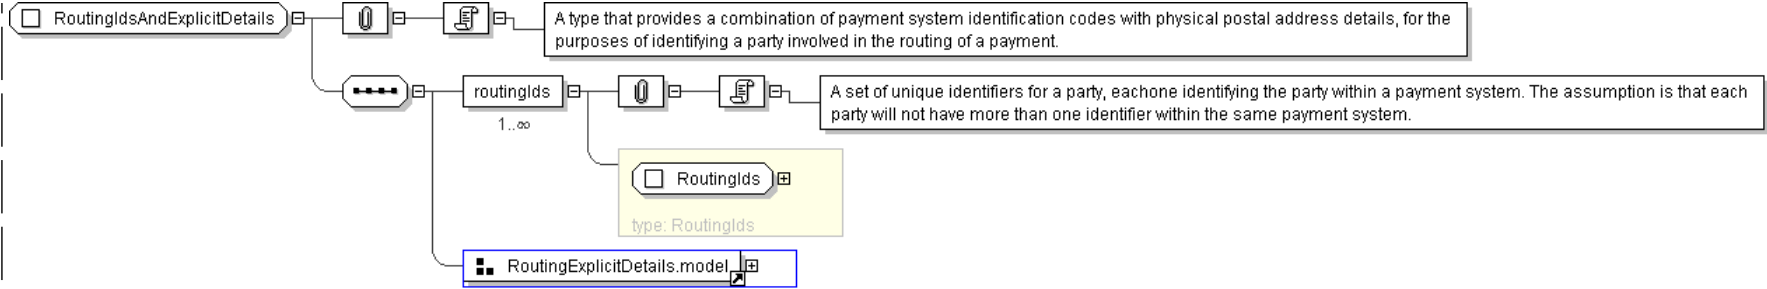 RoutingIdsAndExplicitDetails
A type that provides a combination of payment system identification codes with physical postal address details, for the
purposes of identifying a party involved in the routing of a payment.
routingIds
1..∞
A set of unique identifiers for a party, eachone identifying the party within a payment system. The assumption is that each
party will not have more than one identifier within the same payment system.
RoutingIds
type: RoutingIds
RoutingExplicitDetails.model